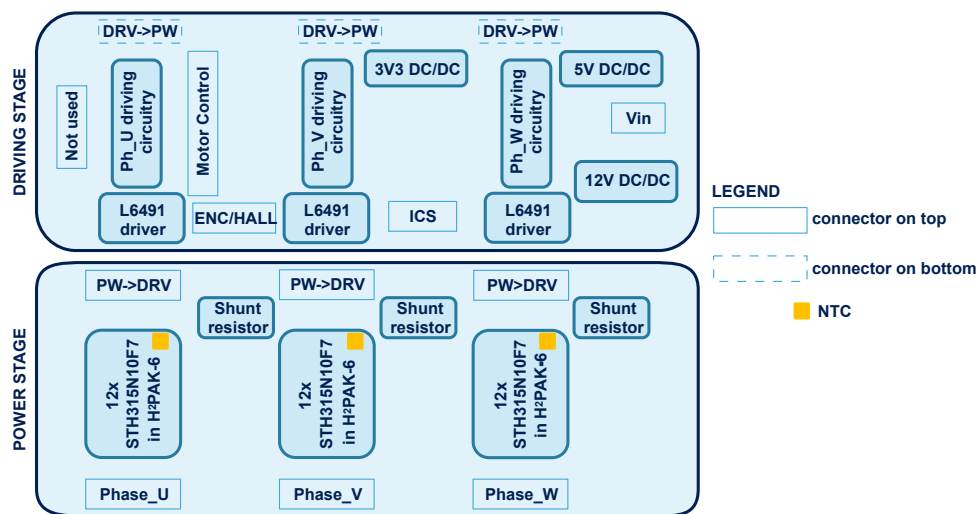 DRIVING STAGE
DRV->PW
DRV->PW
DRV->PW
Not used
Ph_U driving
circuitry
Motor Control
Ph_V driving
circuitry
3V3 DC/DC
Ph_W driving
circuitry
5V DC/DC
Vin
12V DC/DC
L6491
driver
ENC/HALL
L6491
driver
ICS
L6491
driver
LEGEND
connector on top
connector on bottom
NTC
POWER STAGE
PW->DRV
PW->DRV
PW>DRV
Shunt
resistor
Shunt
resistor
Shunt
resistor
12x
STH315N10F7
in H²PAK-6
12x
STH315N10F7
in H²PAK-6
12x
STH315N10F7
in H²PAK-6
Phase_U
Phase_V
Phase_W